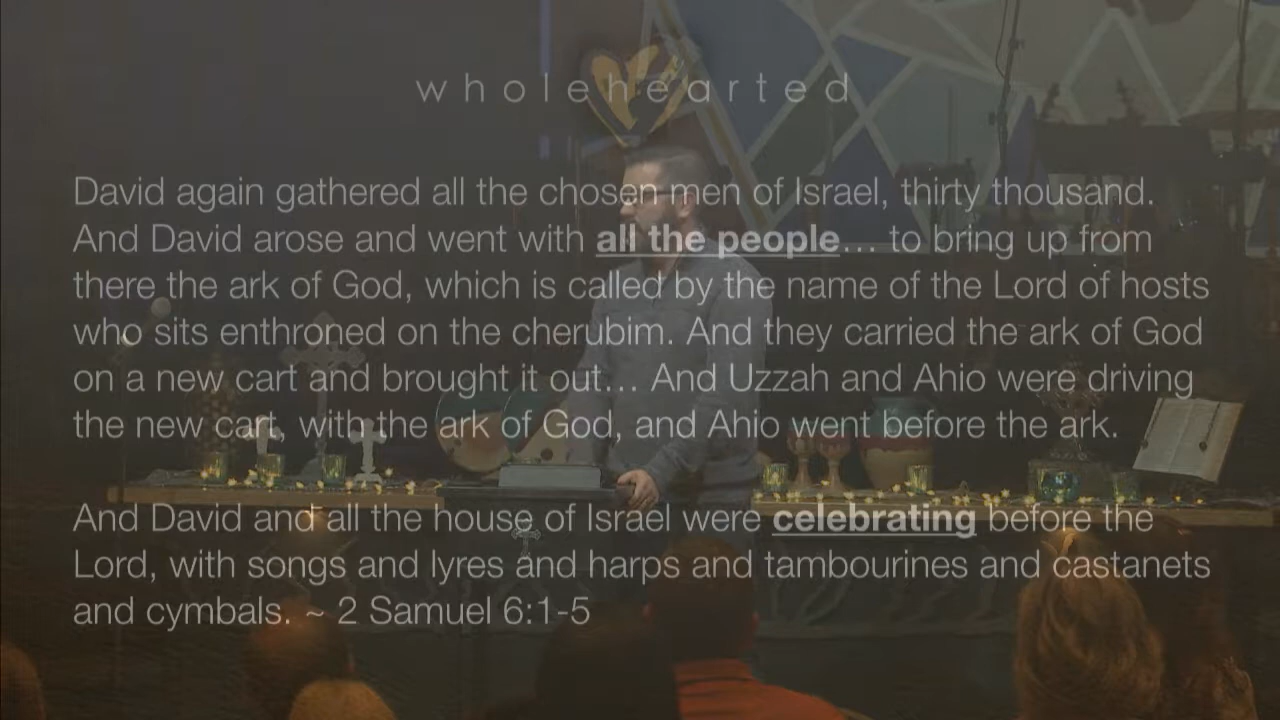 wholehearted
David again gathered all the chosen men of Israel, thirty thousand.
And David arose and went with all the people… to bring up from
there the ark of God, which is called by the name of the Lord of hosts
who sits enthroned on the cherubim. And they carried the ark of God
on a new cart and brought it out… And Uzzah and Ahio were driving
the new cart, with the ark of God, and Ahio went before the ark.
And David and all the house of Israel were celebrating before the
Lord, with songs and lyres and harps and tambourines and castanets
and cymbals. ~ 2 Samuel 6:1-5